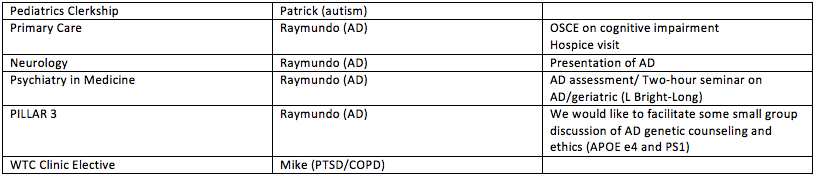 Pediatrics Clerkship Patrick (autism)
Primary Care Raymundo (AD) OSCE on cognitive impairment
Hospice visit
Neurology Raymundo (AD) Presentation of AD
Psychiatry in Medicine Raymundo (AD) AD assessment/ Two-hour seminar on
AD/geriatric (L Bright-Long)
PILLAR 3 Raymundo (AD) We would like to facilitate some small group
discussion of AD genetic counseling and
ethics (APOE e4 and PS1)
WTC Clinic Elective Mike (PTSD/COPD)